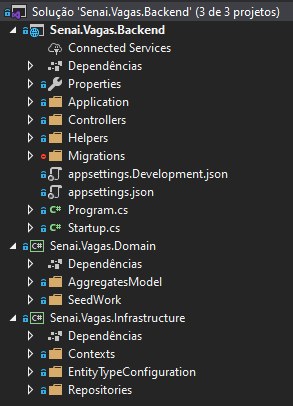 Solução 'Senai.Vagas.Backend' (3 de 3 projetos)
Senai.Vagas.Backend
Connected Services
Dependências
Properties
Application
Controllers
Helpers
Migrations
appsettings.Development.json
appsettings.json
C# Program.cs
C# Startup.cs
C# Senai.Vagas.Domain
Dependências
AggregatesModel
SeedWork
C# Senai.Vagas.Infrastructure
Dependências
Contexts
EntityTypeConfiguration
Repositories